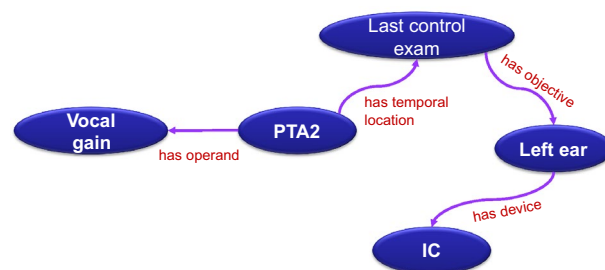 Last control
exam
has objective
has temporal
location
Vocal
gain
PTA2
has operand
Left ear
has device
IC